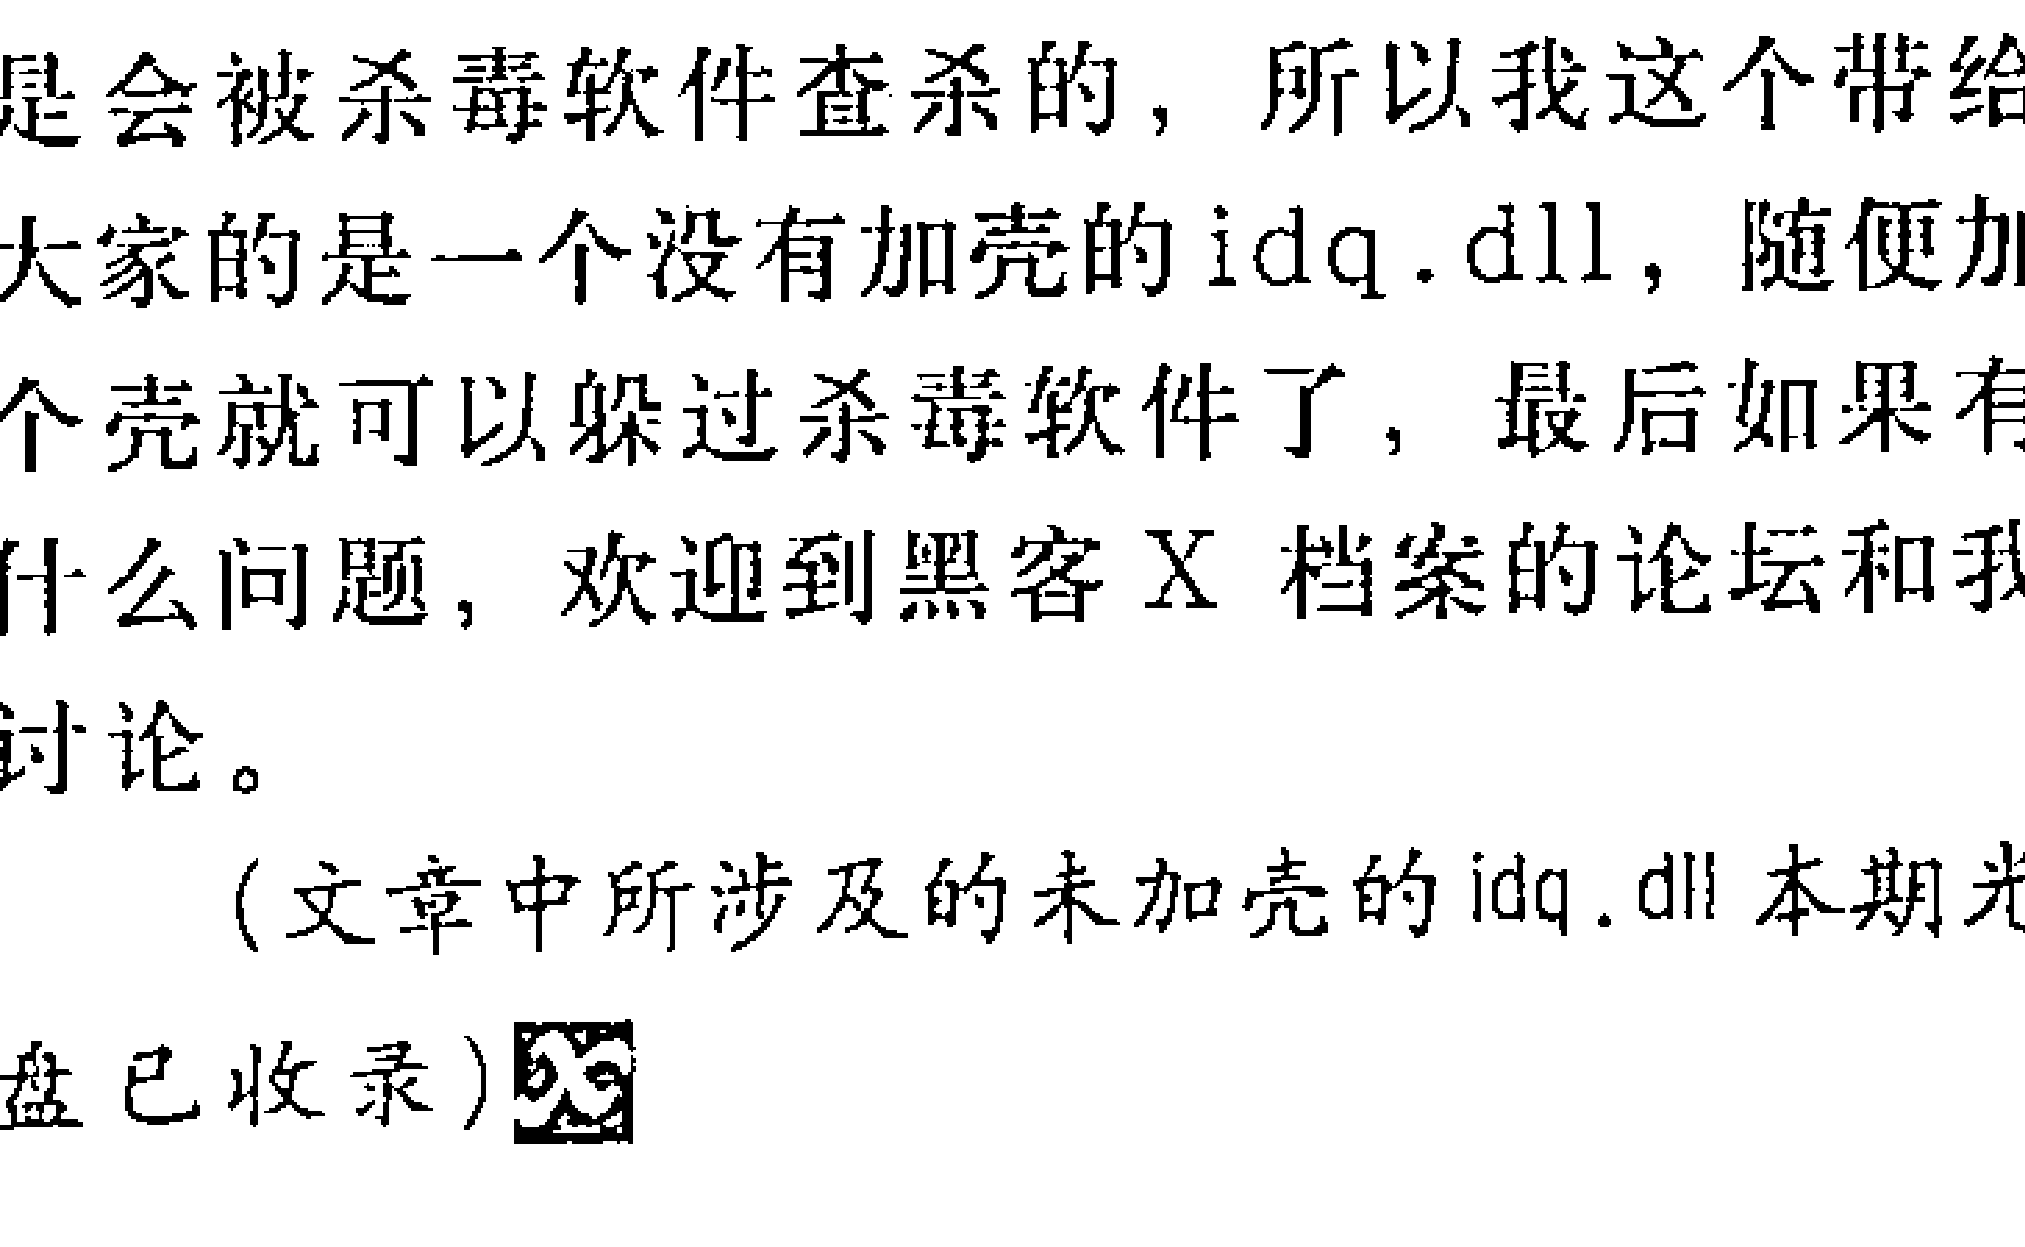 是会被杀毒软件查杀的，所以我这个带给
大家的是一个没有加壳的idq.dll，随便加
个壳就可以躲过杀毒软件了，最后如果有
什么问题，欢迎到黑客X 档案的论坛和我
讨论。
(文章中所涉及的未加壳的idq.dll本期光
盘已收录)